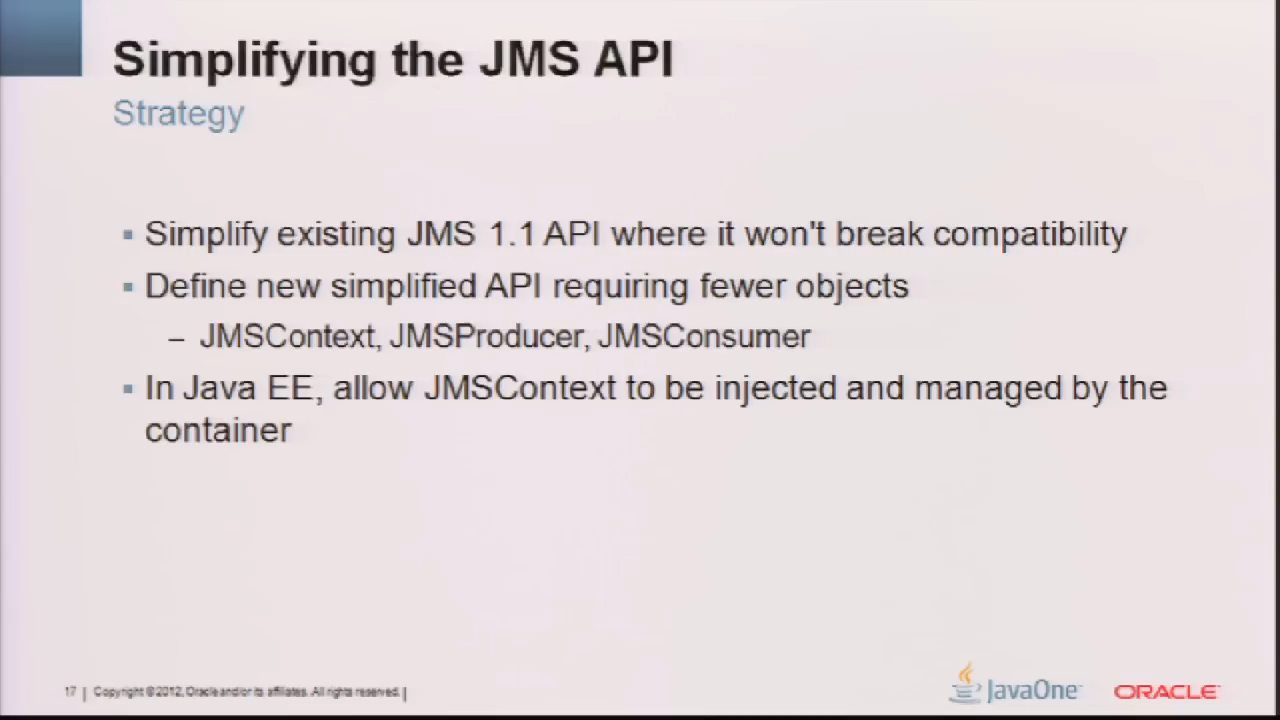 Simplifying the JMS API
Strategy
▪ Simplify existing JMS 1.1 API where it won't break compatibility
▪ Define new simplified API requiring fewer objects
– JMSContext, JMSProducer, JMSConsumer
▪ In Java EE, allow JMSContext to be injected and managed by the
container
17 | Copyright © 2012, Oracle and/or its affiliates. All rights reserved. |
JavaOne™
ORACLE®